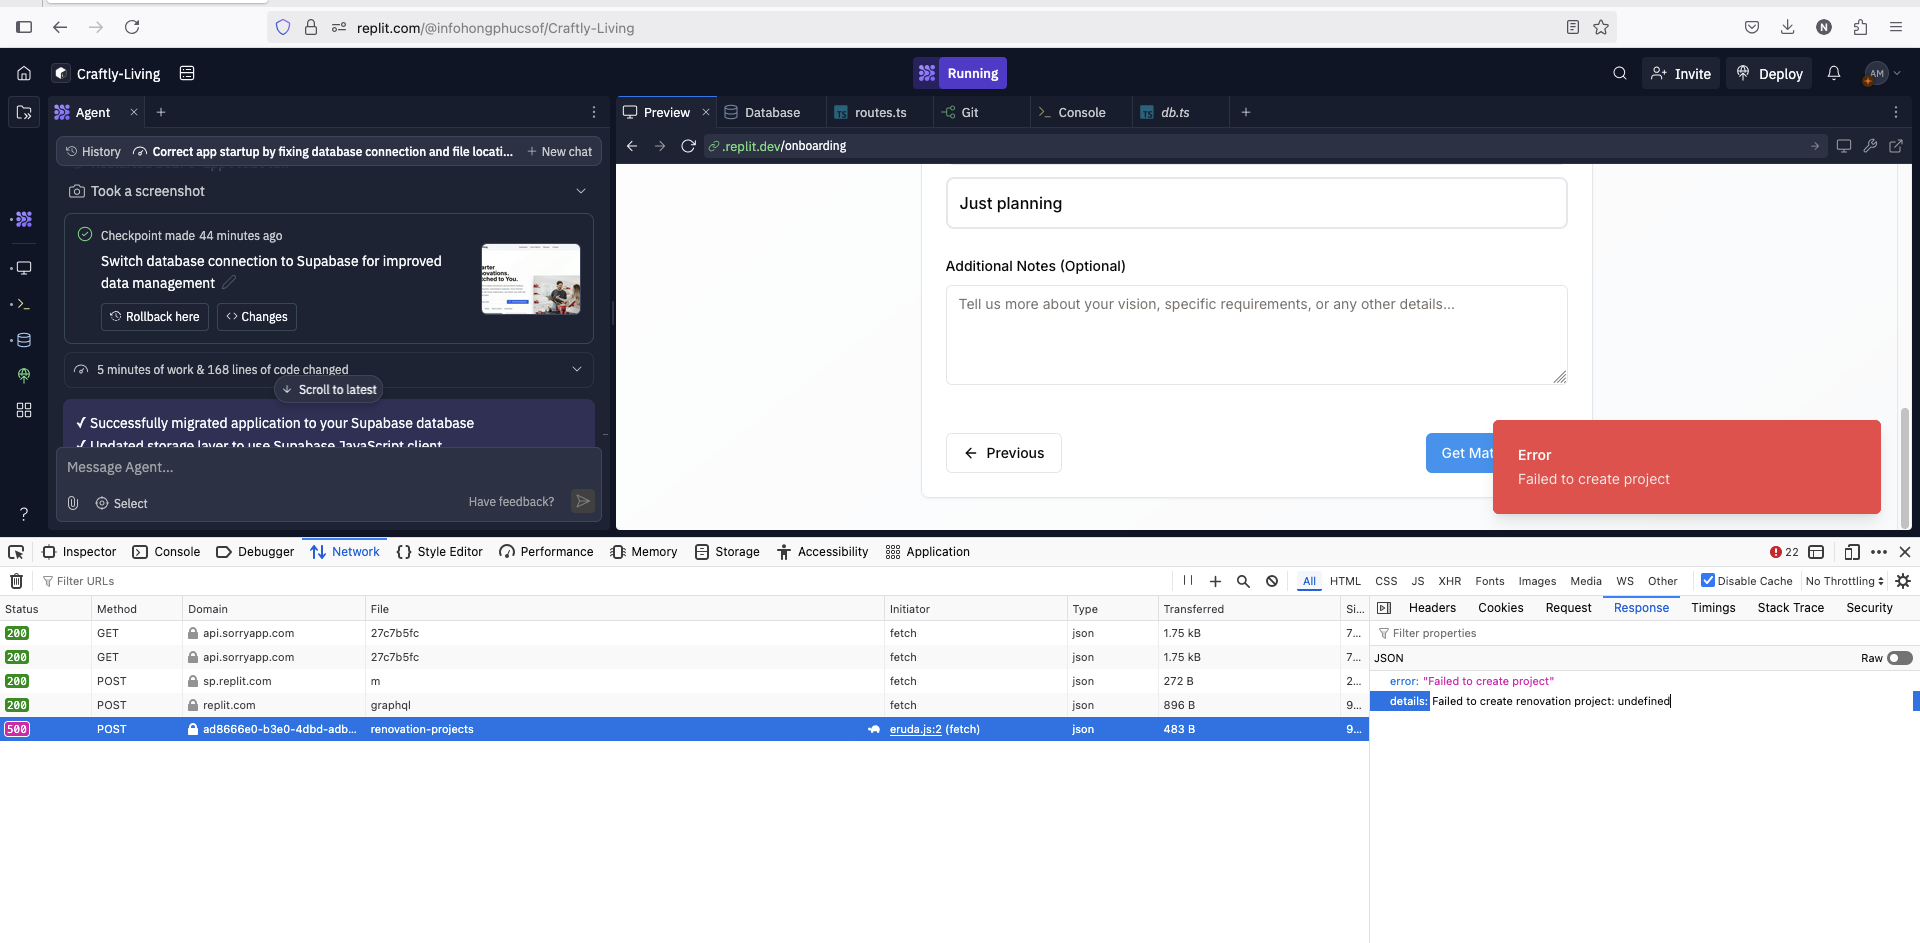 replit.com/@infohongphucsof/Craftly-Living
N
Craftly-Living
Running
Invite
Deploy
AM
Agent
Preview
Database
TS routes.ts
Git
Console
TS db.ts
History
Correct app startup by fixing database connection and file locati...
New chat
.replit.dev/onboarding
Took a screenshot
Checkpoint made 44 minutes ago
Switch database connection to Supabase for improved
data management
Rollback here
Changes
5 minutes of work & 168 lines of code changed
Scroll to latest
✓ Successfully migrated application to your Supabase database
✓ Updated storage layer to use Supabase JavaScript client
Message Agent...
Select
Have feedback?
?
Just planning
Additional Notes (Optional)
Tell us more about your vision, specific requirements, or any other details...
Previous
Get Mat
Error
Failed to create project
Inspector
Console
Debugger
Network
Style Editor
Performance
Memory
Storage
Accessibility
Application
22
Filter URLs
All
HTML
CSS
JS
XHR
Fonts
Images
Media
WS
Other
Disable Cache
No Throttling
Status Method Domain File Initiator Type Transferred Si...
200 GET api.sorryapp.com 27c7b5fc fetch json 1.75 kB 7...
200 GET api.sorryapp.com 27c7b5fc fetch json 1.75 kB 7...
200 POST sp.replit.com m fetch json 272 B 2...
200 POST replit.com graphql fetch json 896 B 9...
500 POST ad8666e0-b3e0-4dbd-adb... renovation-projects eruda.js:2 (fetch) json 483 B 9...
Headers
Cookies
Request
Response
Timings
Stack Trace
Security
Filter properties
JSON
Raw
error: "Failed to create project"
details: Failed to create renovation project: undefined